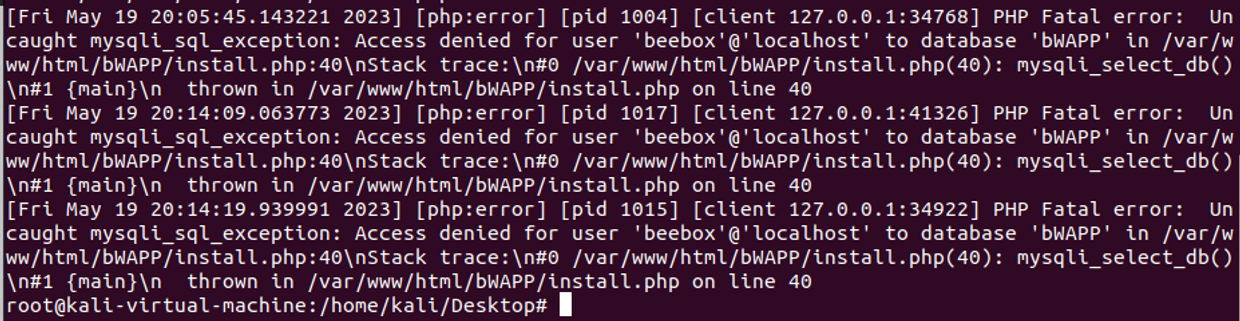 [Fri May 19 20:05:45.143221 2023] [php:error] [pid 1004] [client 127.0.0.1:34768] PHP Fatal error:  Un
caught mysqli_sql_exception: Access denied for user 'beebox'@'localhost' to database 'bWAPP' in /var/w
ww/html/bWAPP/install.php:40\nStack trace:\n#0 /var/www/html/bWAPP/install.php(40): mysqli_select_db()
\n#1 {main}\n  thrown in /var/www/html/bWAPP/install.php on line 40
[Fri May 19 20:14:09.063773 2023] [php:error] [pid 1017] [client 127.0.0.1:41326] PHP Fatal error:  Un
caught mysqli_sql_exception: Access denied for user 'beebox'@'localhost' to database 'bWAPP' in /var/w
ww/html/bWAPP/install.php:40\nStack trace:\n#0 /var/www/html/bWAPP/install.php(40): mysqli_select_db()
\n#1 {main}\n  thrown in /var/www/html/bWAPP/install.php on line 40
[Fri May 19 20:14:19.939991 2023] [php:error] [pid 1015] [client 127.0.0.1:34922] PHP Fatal error:  Un
caught mysqli_sql_exception: Access denied for user 'beebox'@'localhost' to database 'bWAPP' in /var/w
ww/html/bWAPP/install.php:40\nStack trace:\n#0 /var/www/html/bWAPP/install.php(40): mysqli_select_db()
\n#1 {main}\n  thrown in /var/www/html/bWAPP/install.php on line 40
root@kali-virtual-machine:/home/kali/Desktop#